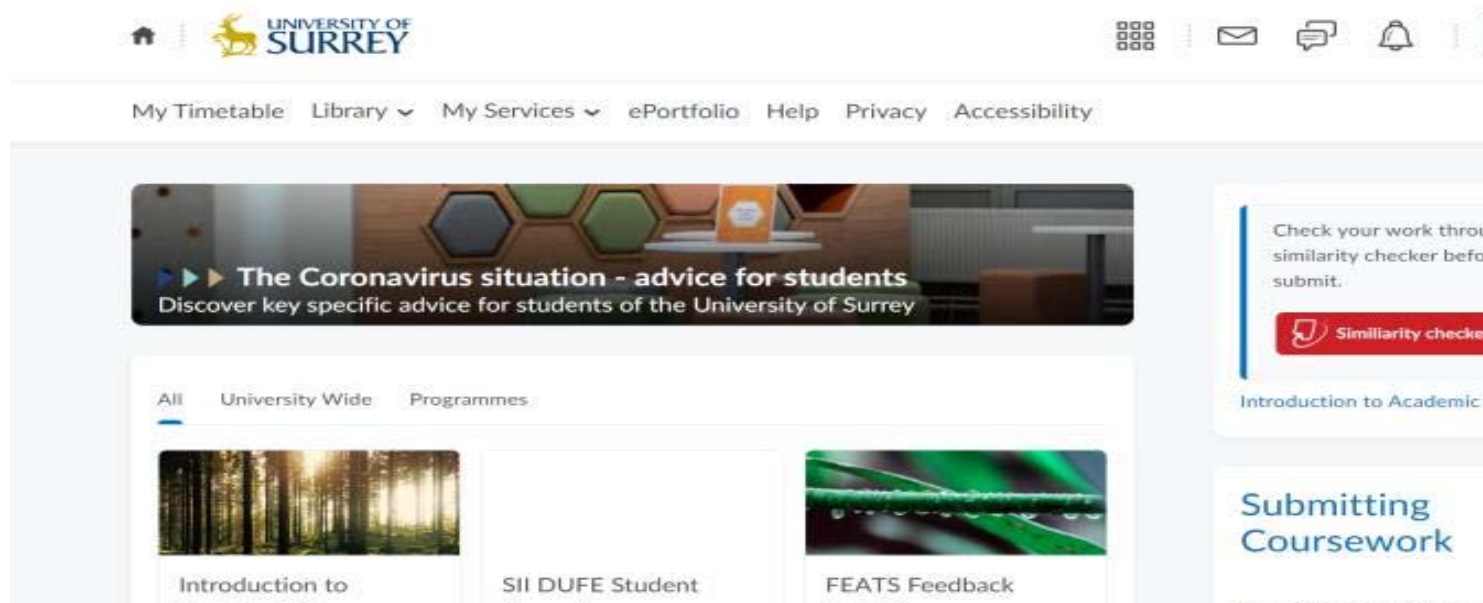 UNIVERSITY OF
SURREY
My Timetable Library My Services ePortfolio Help Privacy Accessibility
The Coronavirus situation - advice for students
Discover key specific advice for students of the University of Surrey
All University Wide Programmes
Introduction to
SII DUFE Student
FEATS Feedback
Check your work throu
similarity checker befo
submit.
Similiarity checke
Introduction to Academic
Submitting
Coursework